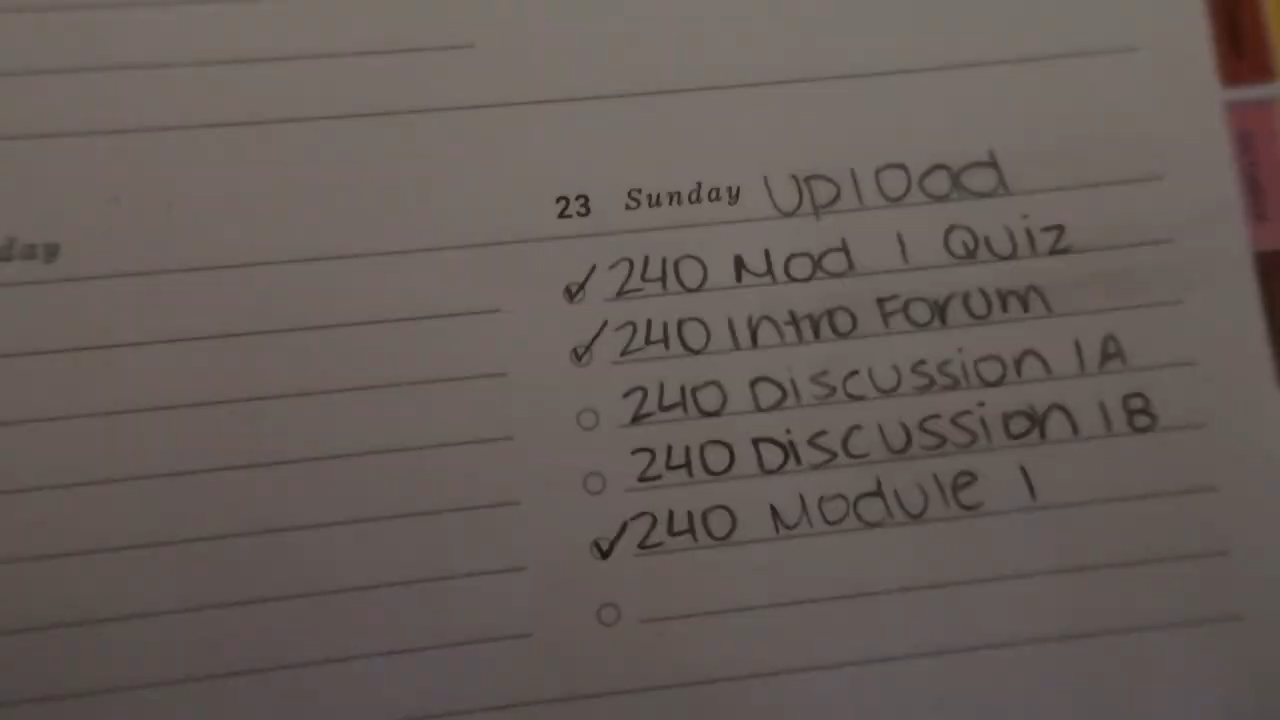 day
23 Sunday Upload
240 Mod 1 Quiz
240 Intro Forum
240 Discussion 1A
240 Discussion 1B
240 Module 1